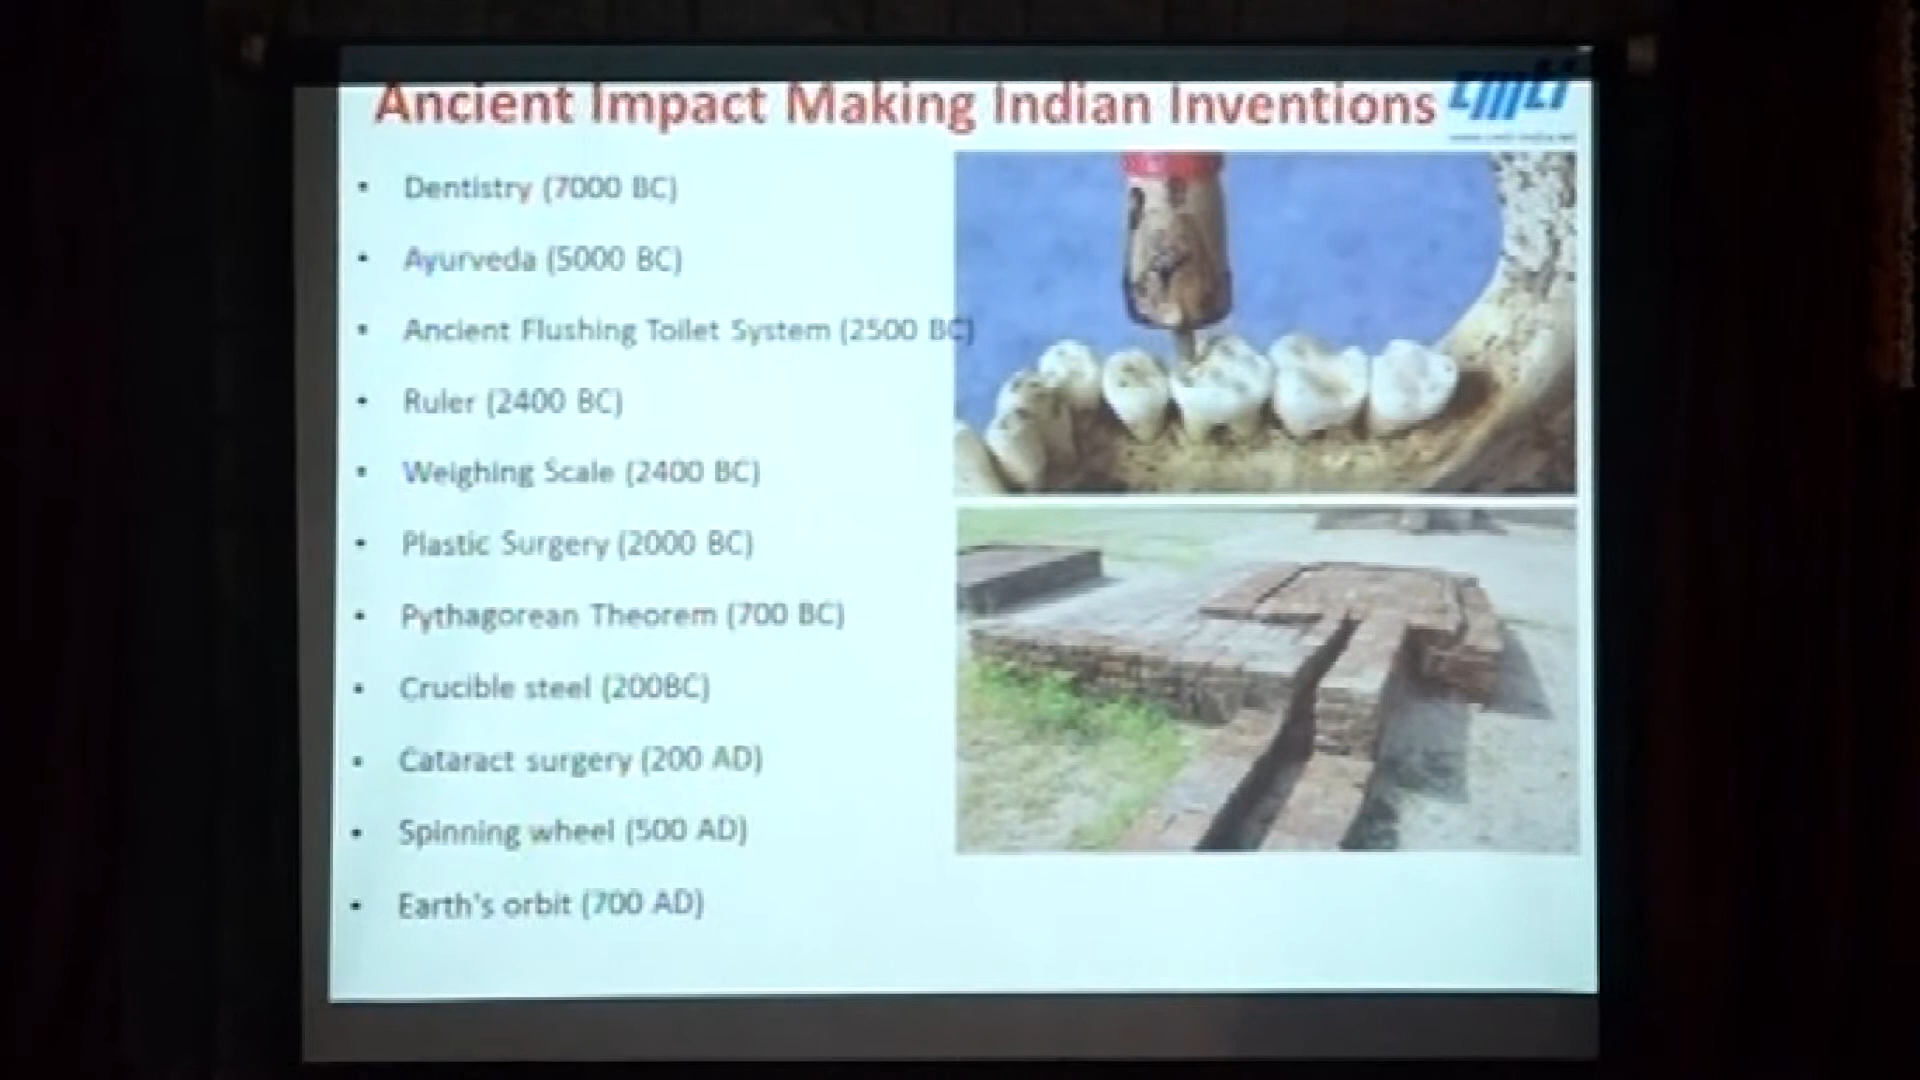 Ancient Impact Making Indian Inventions
cmti
• Dentistry (7000 BC)
• Ayurveda (5000 BC)
• Ancient Flushing Toilet System (2500 BC)
• Ruler (2400 BC)
• Weighing Scale (2400 BC)
• Plastic Surgery (2000 BC)
• Pythagorean Theorem (700 BC)
• Crucible steel (200BC)
• Cataract surgery (200 AD)
• Spinning wheel (500 AD)
• Earth's orbit (700 AD)